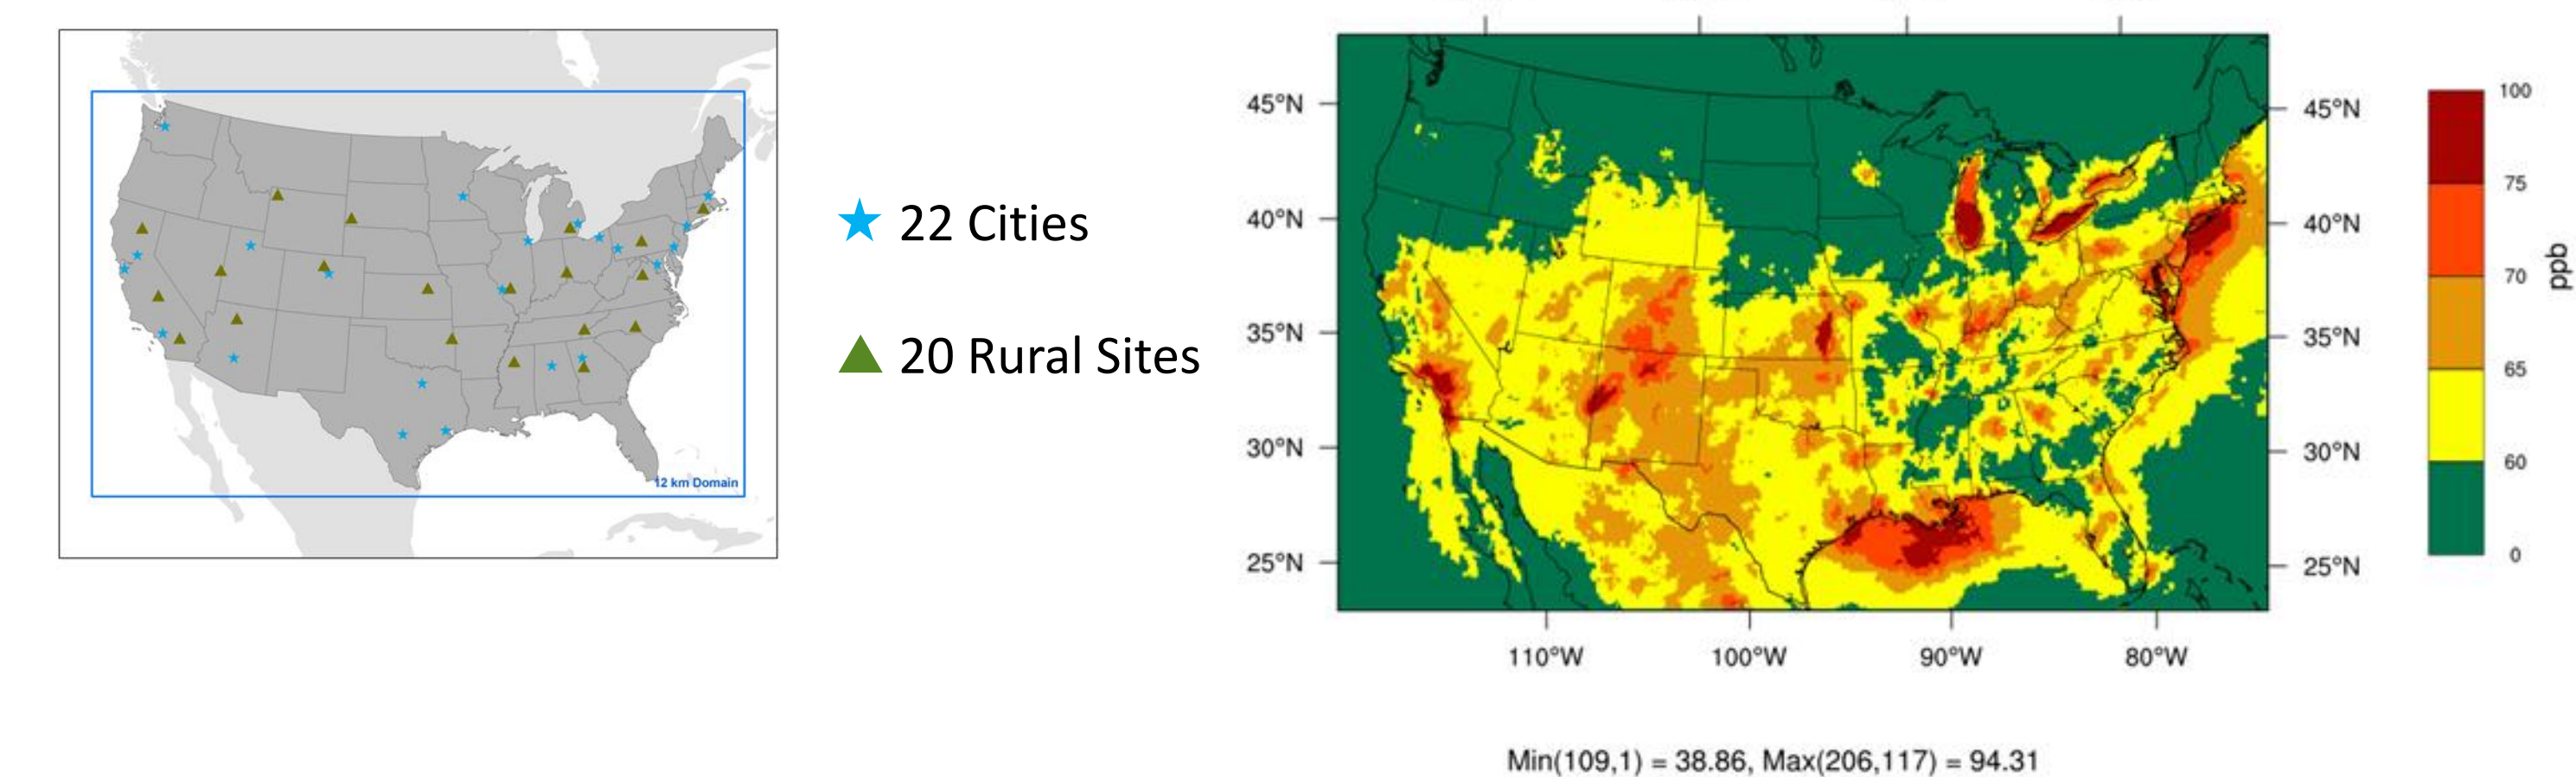 22 Cities
20 Rural Sites
12 km Domain
45°N
40°N
35°N
30°N
25°N
45°N
40°N
35°N
30°N
25°N
110°W
100°W
90°W
80°W
100
75
70
65
60
0
ppb
Min(109,1) = 38.86, Max(206,117) = 94.31